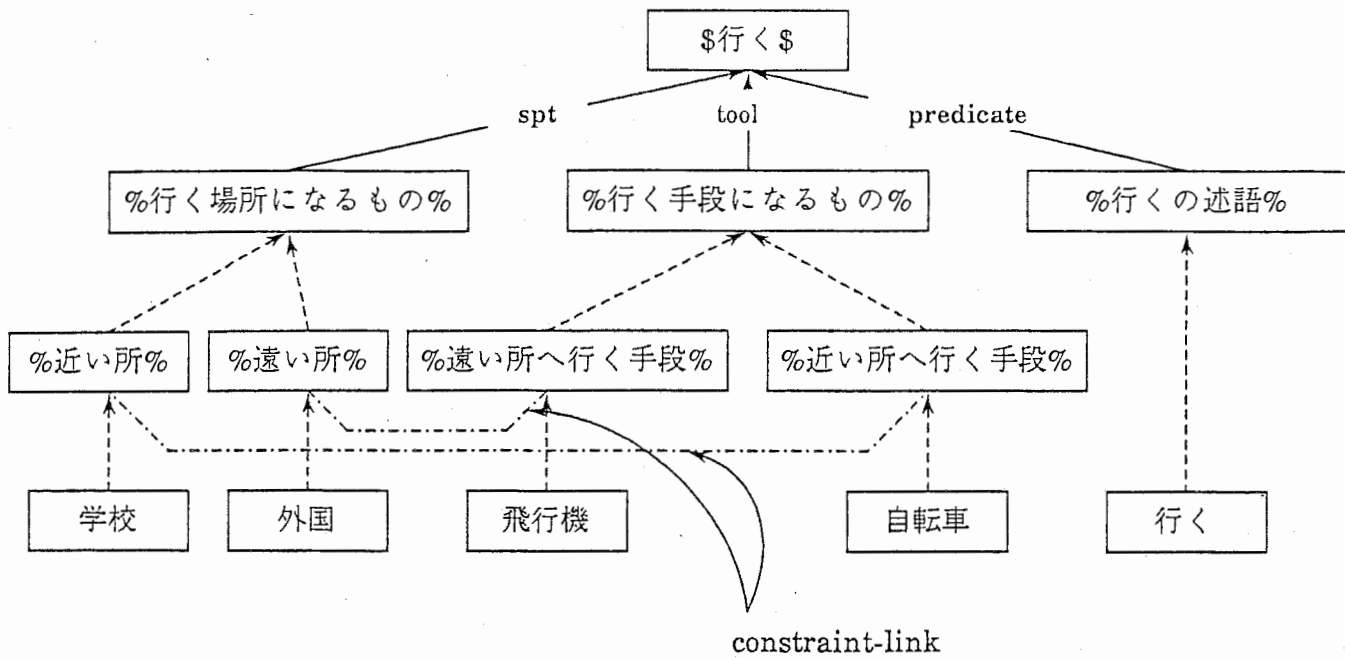 $行く$
spt
tool
predicate
%行く場所になるもの%
%行く手段になるもの%
%行くの述語%
%近い所%
%遠い所%
%遠い所へ行く手段%
%近い所へ行く手段%
学校
外国
飛行機
自転車
行く
constraint-link